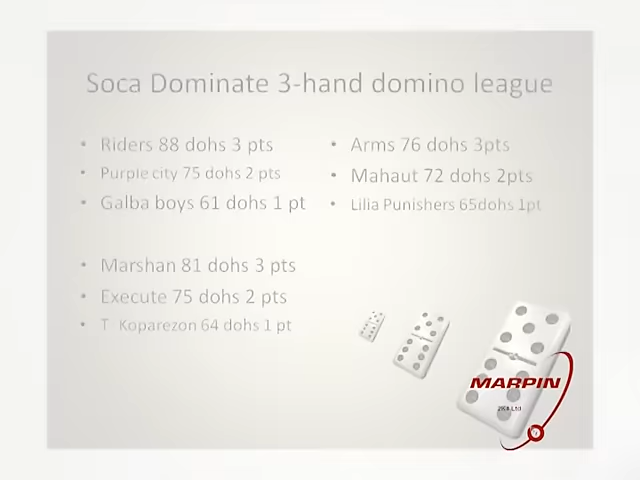 Soca Dominate 3-hand domino league
• Riders 88 dohs 3 pts
• Purple city 75 dohs 2 pts
• Galba boys 61 dohs 1 pt
• Arms 76 dohs 3pts
• Mahaut 72 dohs 2pts
• Lilia Punishers 65dohs 1pt
• Marshan 81 dohs 3 pts
• Execute 75 dohs 2 pts
• T Koparezon 64 dohs 1 pt
MARPIN
2K4 Ltd